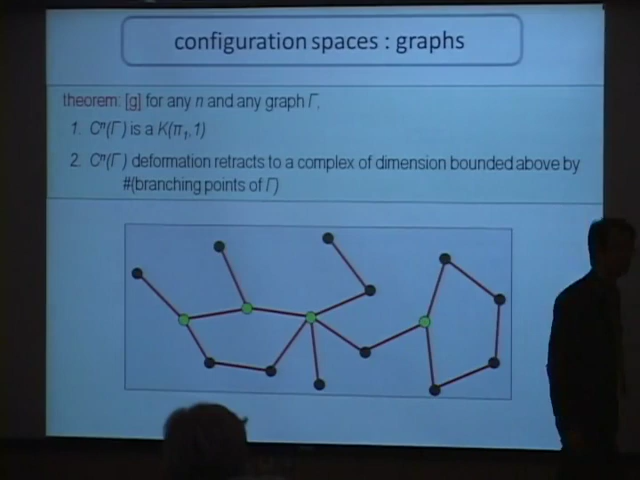 configuration spaces : graphs
theorem: [g] for any n and any graph Γ,
1. Cⁿ(Γ) is a K(π₁,1)
2. Cⁿ(Γ) deformation retracts to a complex of dimension bounded above by
#(branching points of Γ)